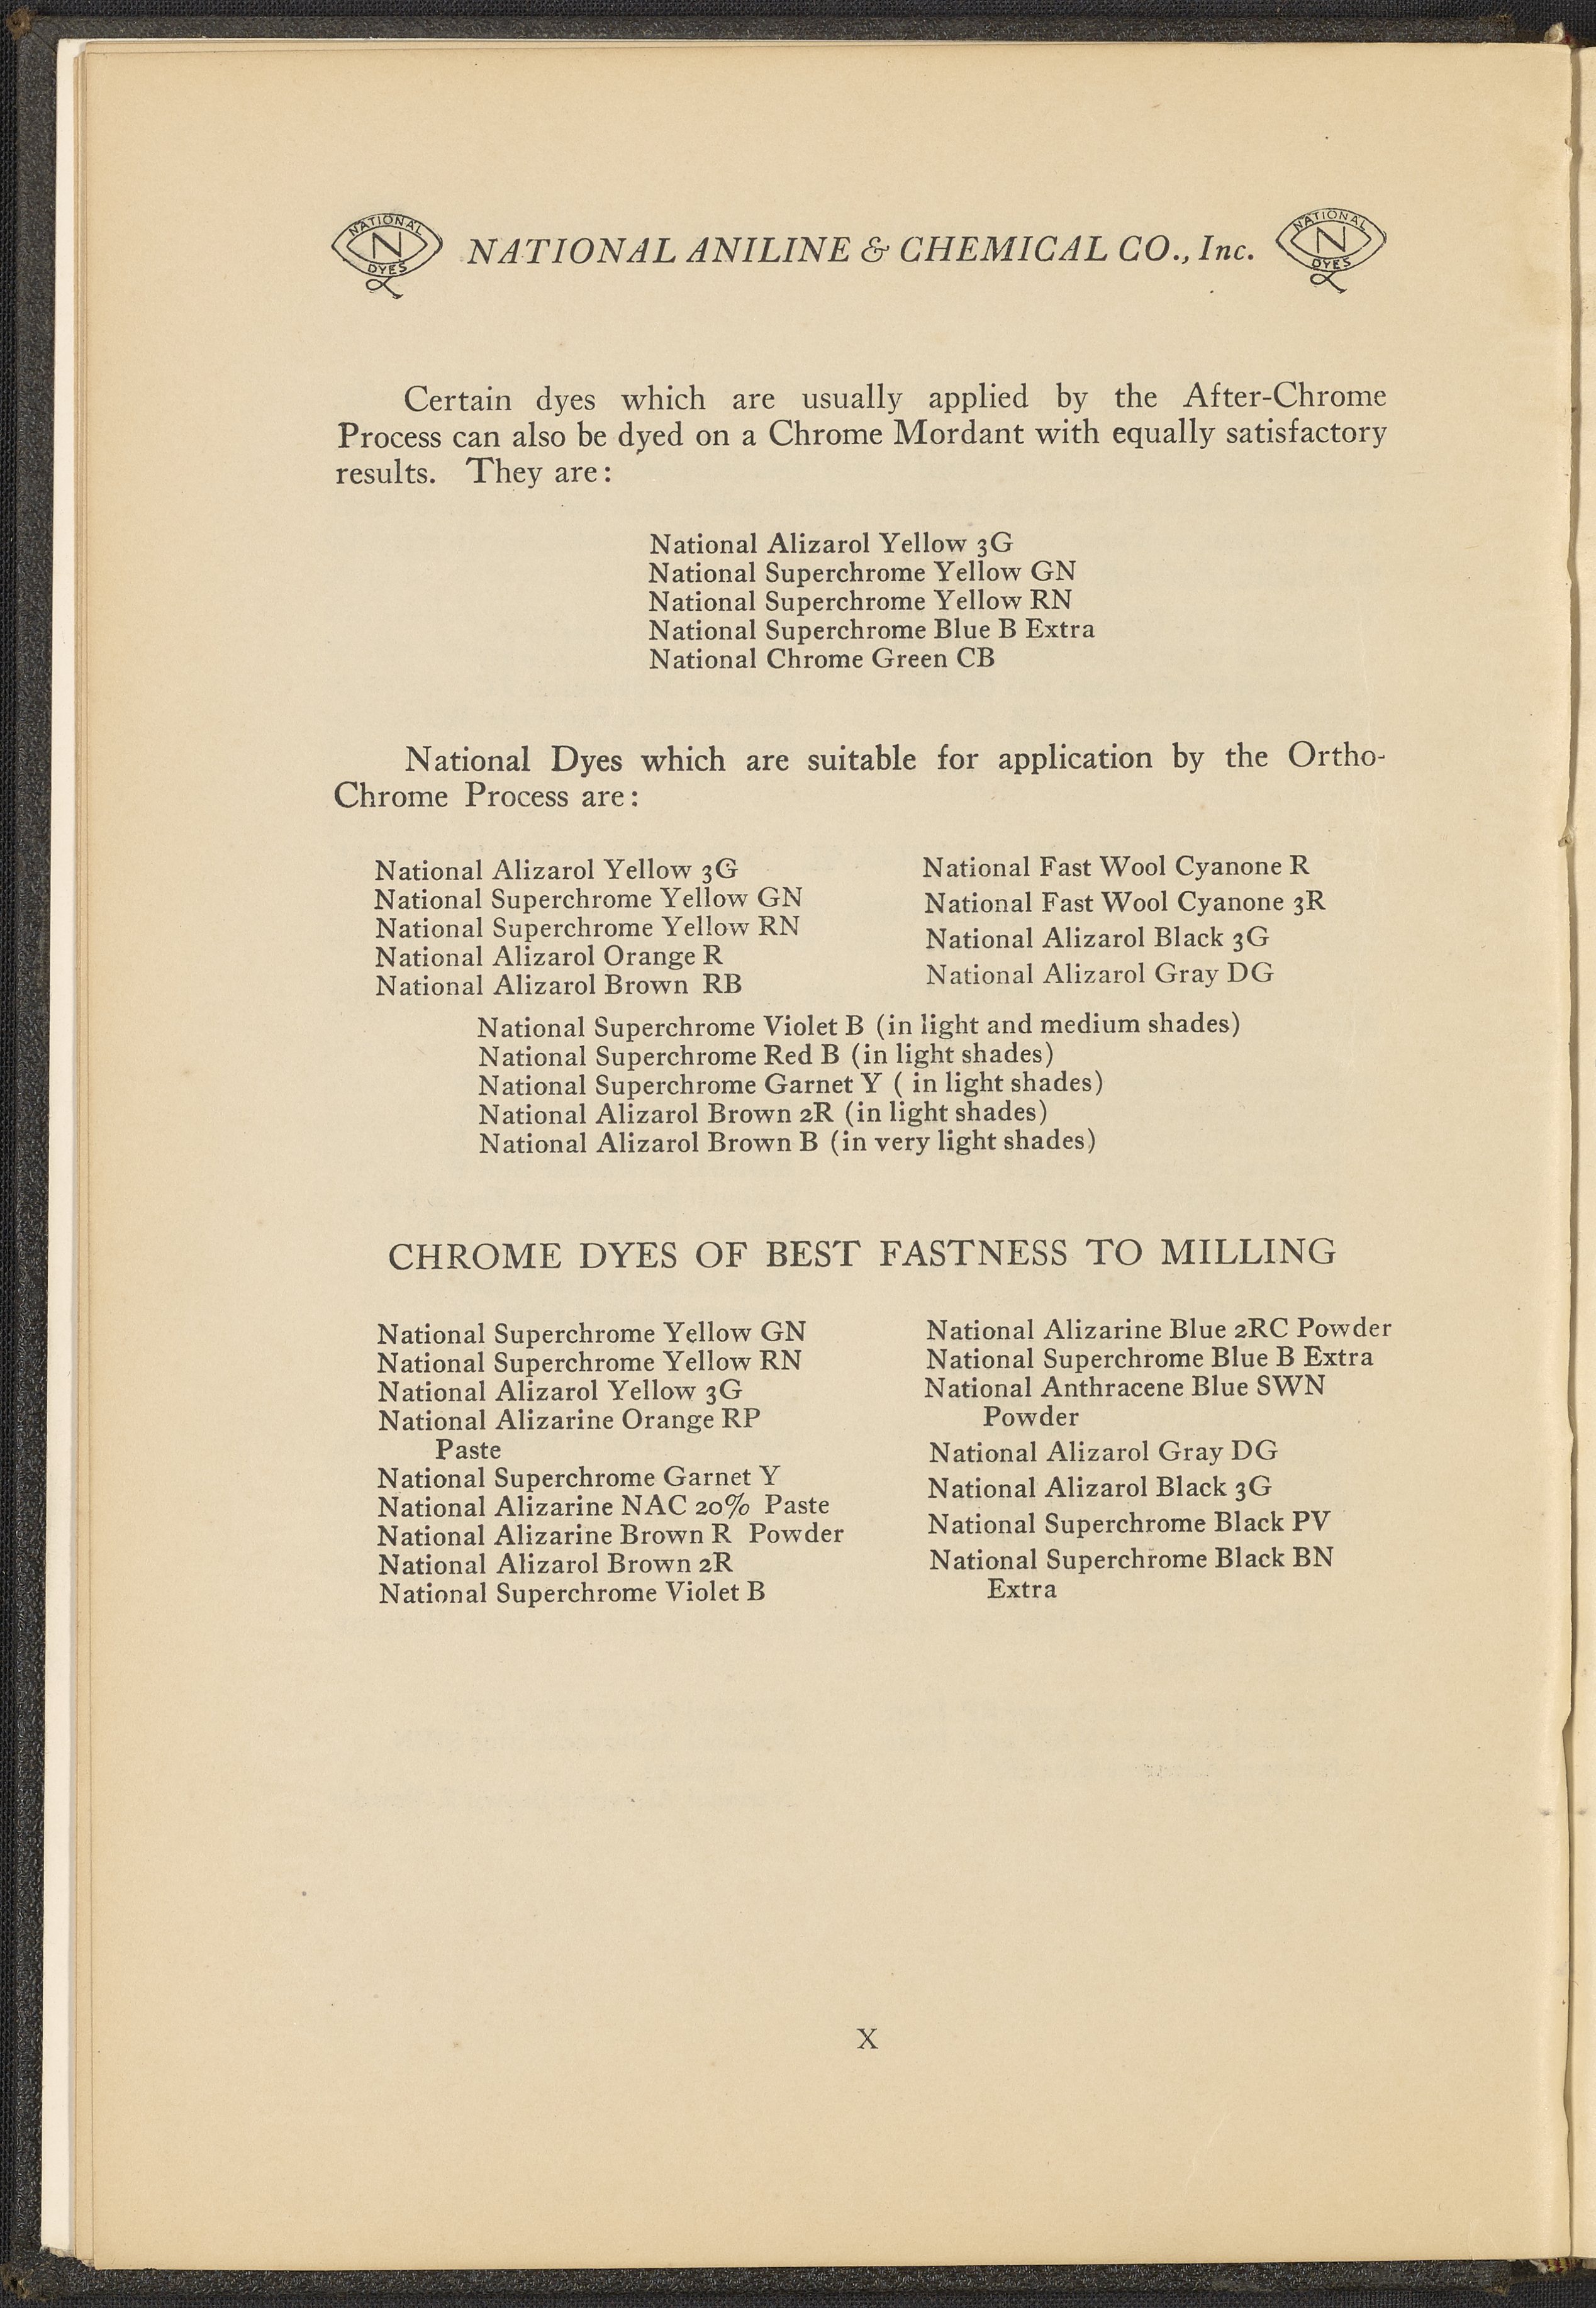 NATIONAL
N
DYES
NATIONAL ANILINE & CHEMICAL CO., Inc.
NATIONAL
N
DYES
Certain dyes which are usually applied by the After-Chrome
Process can also be dyed on a Chrome Mordant with equally satisfactory
results. They are:
National Alizarol Yellow 3G
National Superchrome Yellow GN
National Superchrome Yellow RN
National Superchrome Blue B Extra
National Chrome Green CB
National Dyes which are suitable for application by the Ortho-
Chrome Process are:
National Alizarol Yellow 3G
National Superchrome Yellow GN
National Superchrome Yellow RN
National Alizarol Orange R
National Alizarol Brown RB
National Fast Wool Cyanone R
National Fast Wool Cyanone 3R
National Alizarol Black 3G
National Alizarol Gray DG
National Superchrome Violet B (in light and medium shades)
National Superchrome Red B (in light shades)
National Superchrome Garnet Y ( in light shades)
National Alizarol Brown 2R (in light shades)
National Alizarol Brown B (in very light shades)
CHROME DYES OF BEST FASTNESS TO MILLING
National Superchrome Yellow GN
National Superchrome Yellow RN
National Alizarol Yellow 3G
National Alizarine Orange RP
Paste
National Superchrome Garnet Y
National Alizarine NAC 20% Paste
National Alizarine Brown R Powder
National Alizarol Brown 2R
National Superchrome Violet B
National Alizarine Blue 2RC Powder
National Superchrome Blue B Extra
National Anthracene Blue SWN
Powder
National Alizarol Gray DG
National Alizarol Black 3G
National Superchrome Black PV
National Superchrome Black BN
Extra
X